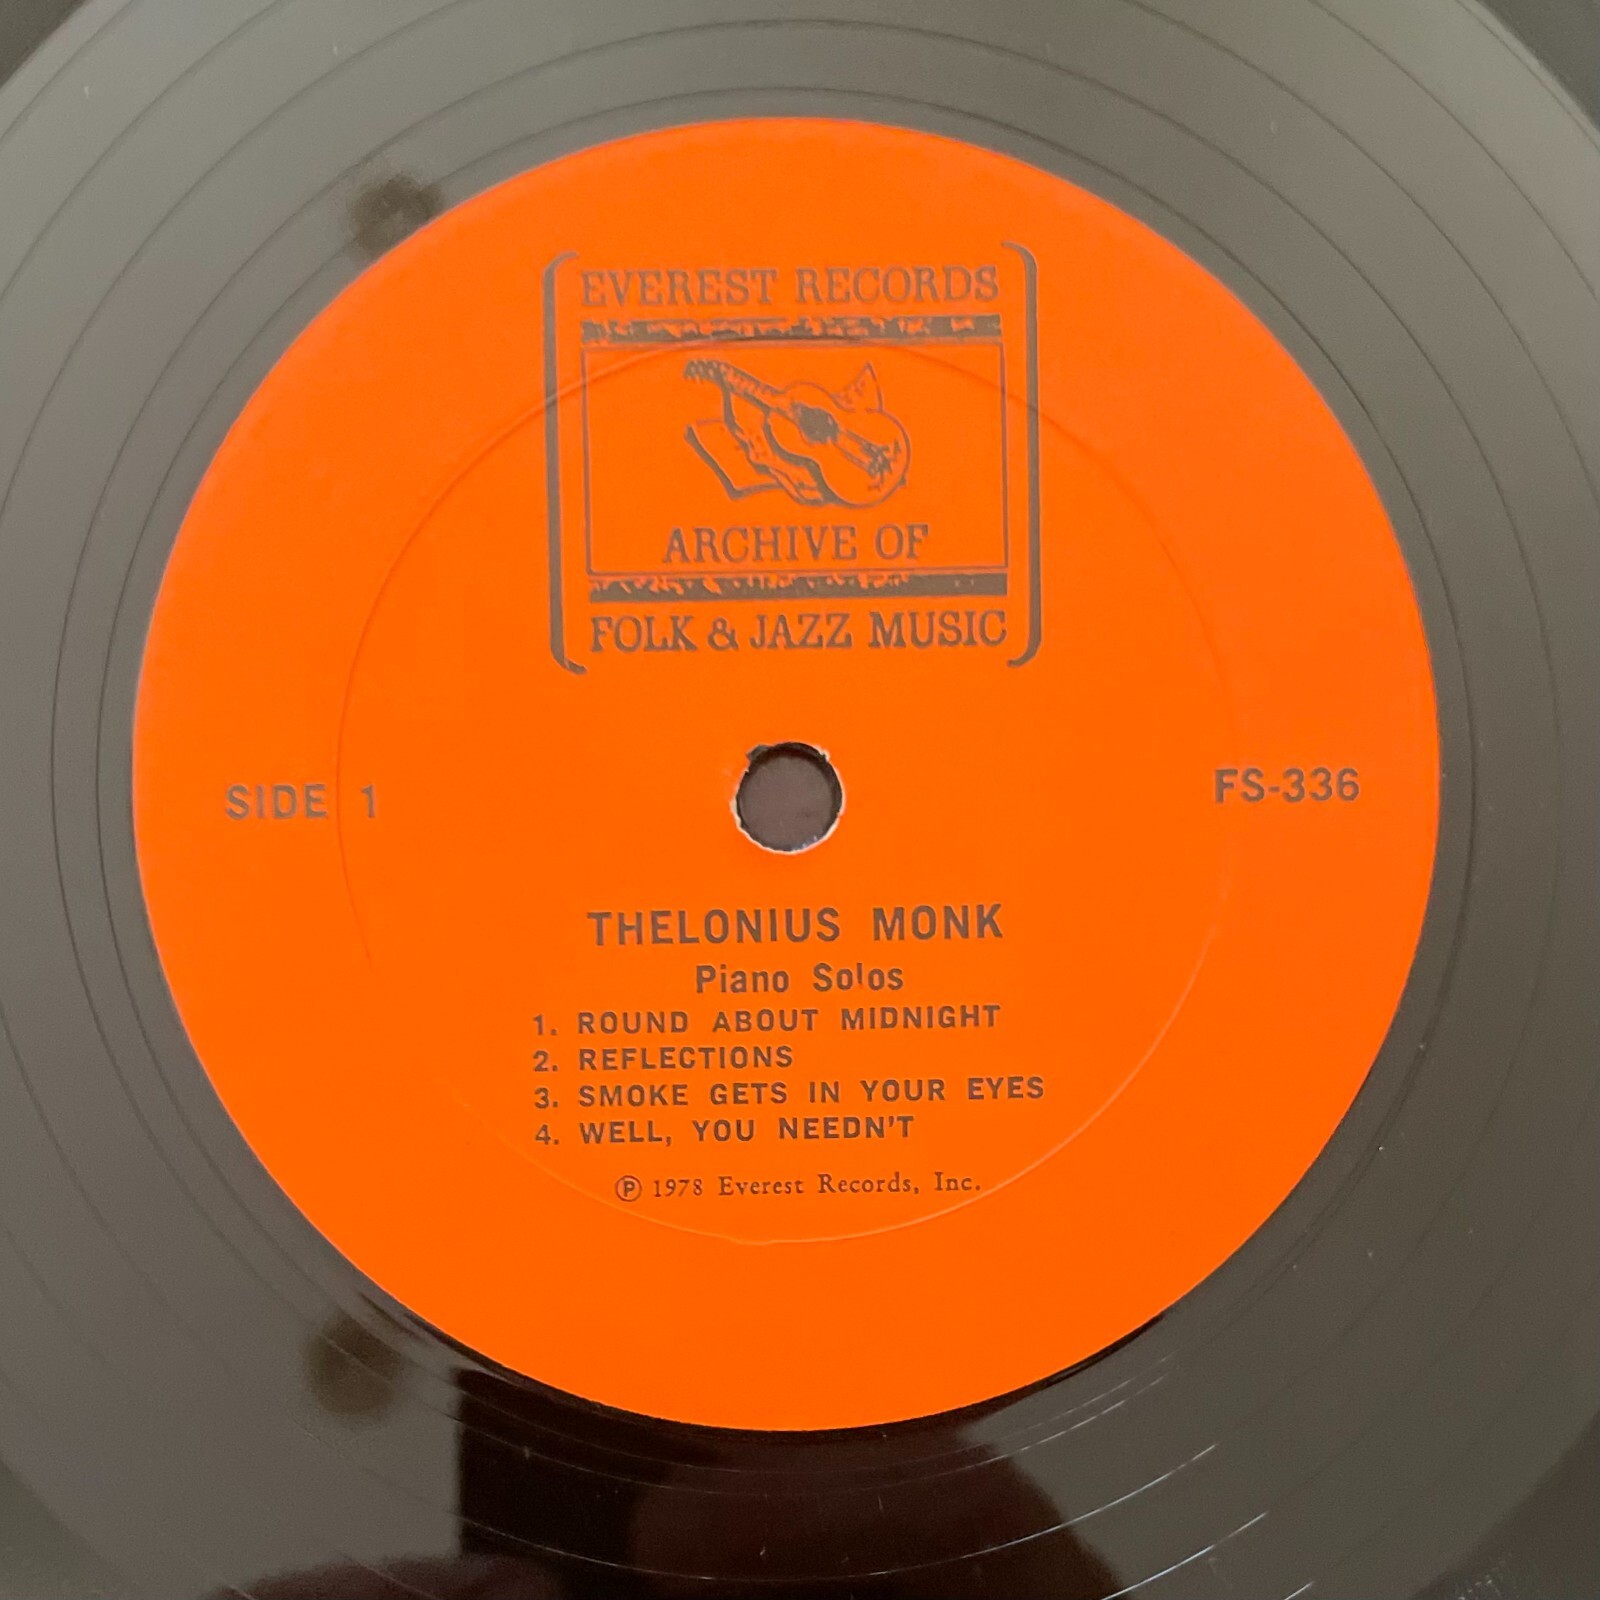 EVEREST RECORDS
ARCHIVE OF
FOLK & JAZZ MUSIC
SIDE 1
FS-336
THELONIUS MONK
Piano Solos
1. ROUND ABOUT MIDNIGHT
2. REFLECTIONS
3. SMOKE GETS IN YOUR EYES
4. WELL, YOU NEEDN'T
℗ 1978 Everest Records, Inc.